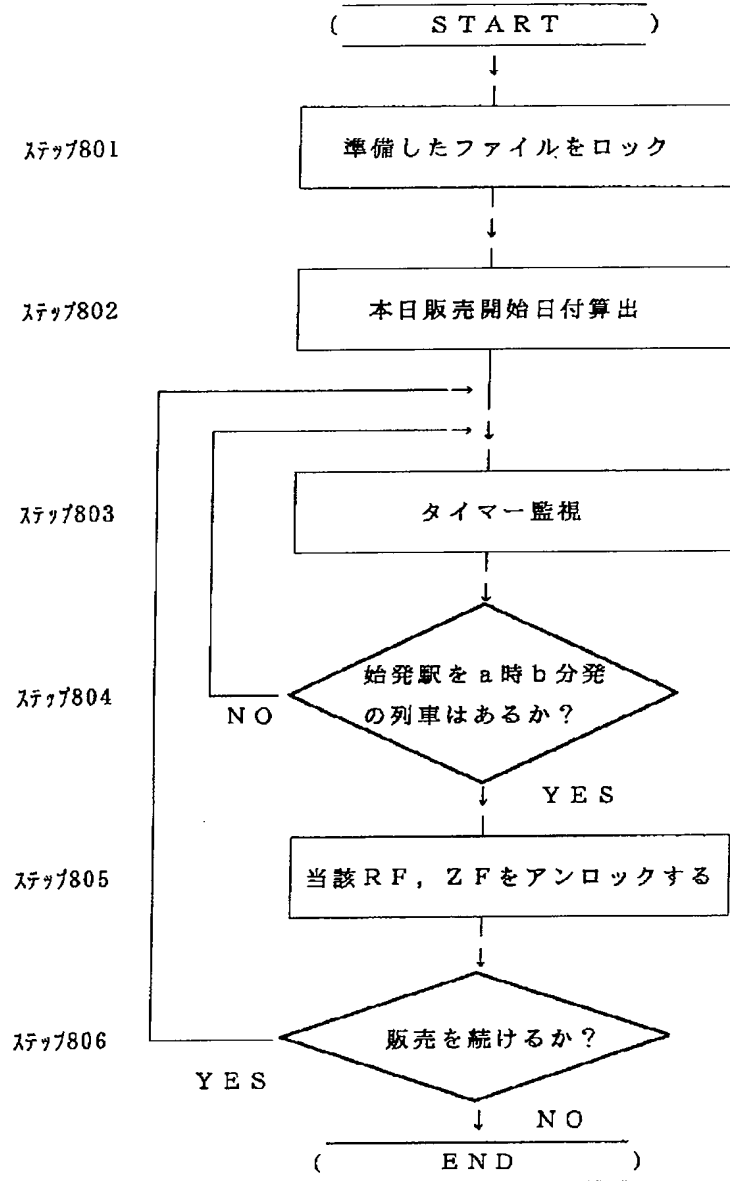 ( START )
ステップ801
準備したファイルをロック
ステップ802
本日販売開始日付算出
ステップ803
タイマー監視
ステップ804
始発駅をa時b分発
の列車はあるか?
NO
YES
ステップ805
当該RF,ZFをアンロックする
ステップ806
販売を続けるか?
YES
NO
( END )